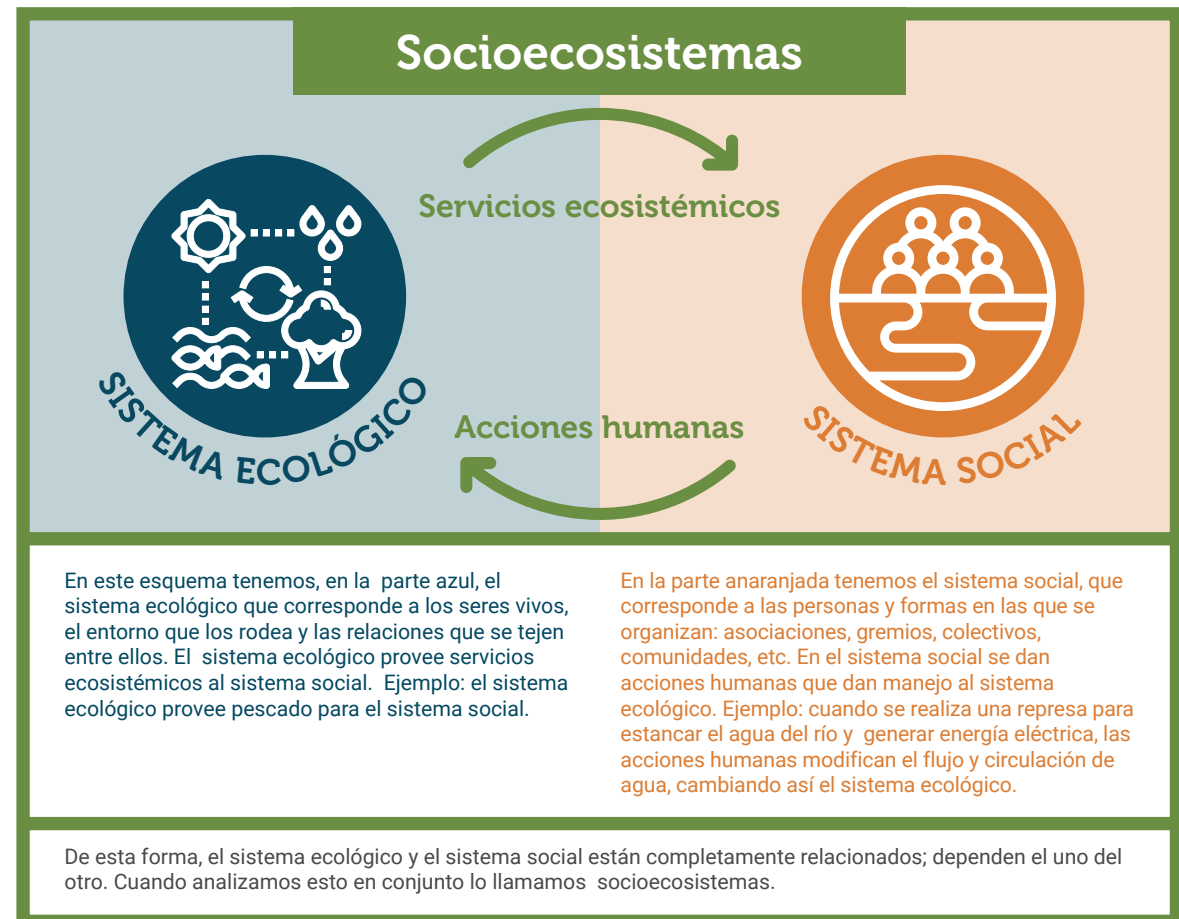 Socioecosistemas
Servicios ecosistémicos
SISTEMA ECOLÓGICO
Acciones humanas
SISTEMA SOCIAL
En este esquema tenemos, en la parte azul, el
sistema ecológico que corresponde a los seres vivos,
el entorno que los rodea y las relaciones que se tejen
entre ellos. El sistema ecológico provee servicios
ecosistémicos al sistema social. Ejemplo: el sistema
ecológico provee pescado para el sistema social.
En la parte anaranjada tenemos el sistema social, que
corresponde a las personas y formas en las que se
organizan: asociaciones, gremios, colectivos,
comunidades, etc. En el sistema social se dan
acciones humanas que dan manejo al sistema
ecológico. Ejemplo: cuando se realiza una represa para
estancar el agua del río y generar energía eléctrica, las
acciones humanas modifican el flujo y circulación de
agua, cambiando así el sistema ecológico.
De esta forma, el sistema ecológico y el sistema social están completamente relacionados; dependen el uno del
otro. Cuando analizamos esto en conjunto lo llamamos socioecosistemas.